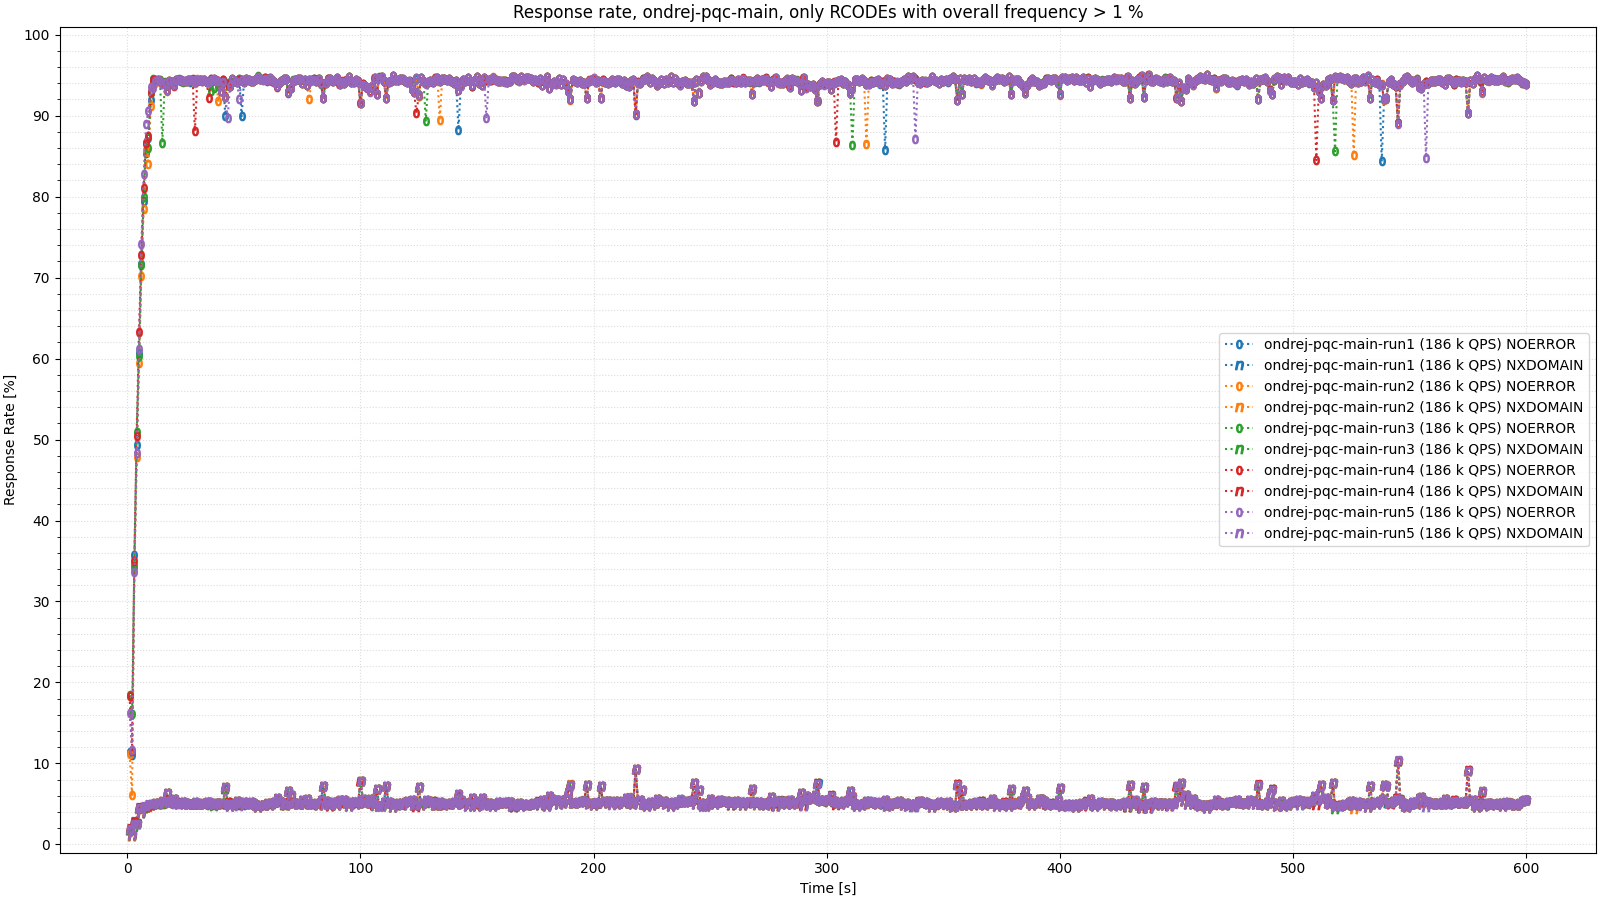 Response rate, ondrej-pqc-main, only RCODEs with overall frequency > 1 %
Response Rate [%]
100
90
80
70
60
50
40
30
20
10
0
ondrej-pqc-main-run1 (186 k QPS) NOERROR
ondrej-pqc-main-run1 (186 k QPS) NXDOMAIN
ondrej-pqc-main-run2 (186 k QPS) NOERROR
ondrej-pqc-main-run2 (186 k QPS) NXDOMAIN
ondrej-pqc-main-run3 (186 k QPS) NOERROR
ondrej-pqc-main-run3 (186 k QPS) NXDOMAIN
ondrej-pqc-main-run4 (186 k QPS) NOERROR
ondrej-pqc-main-run4 (186 k QPS) NXDOMAIN
ondrej-pqc-main-run5 (186 k QPS) NOERROR
ondrej-pqc-main-run5 (186 k QPS) NXDOMAIN
0 100 200 300 400 500 600
Time [s]